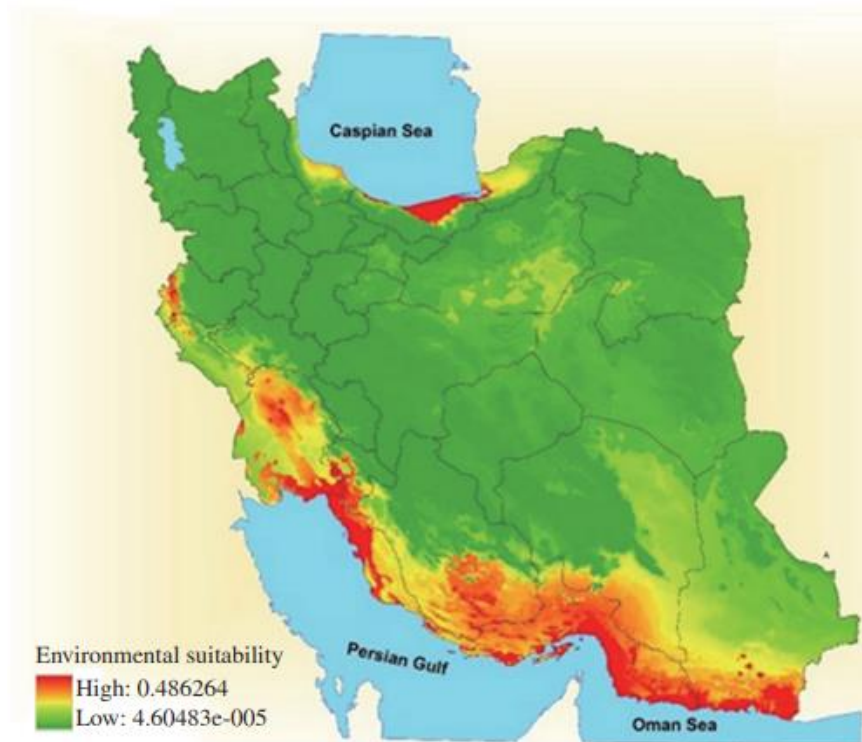 Caspian Sea
A
Environmental suitability
High: 0.486264
Low: 4.60483e-005
Persian Gulf
Oman Sea